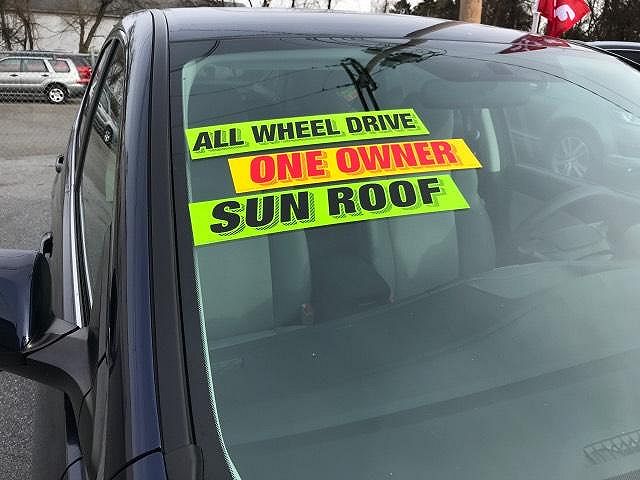 ALL WHEEL DRIVE
ONE OWNER
SUN ROOF